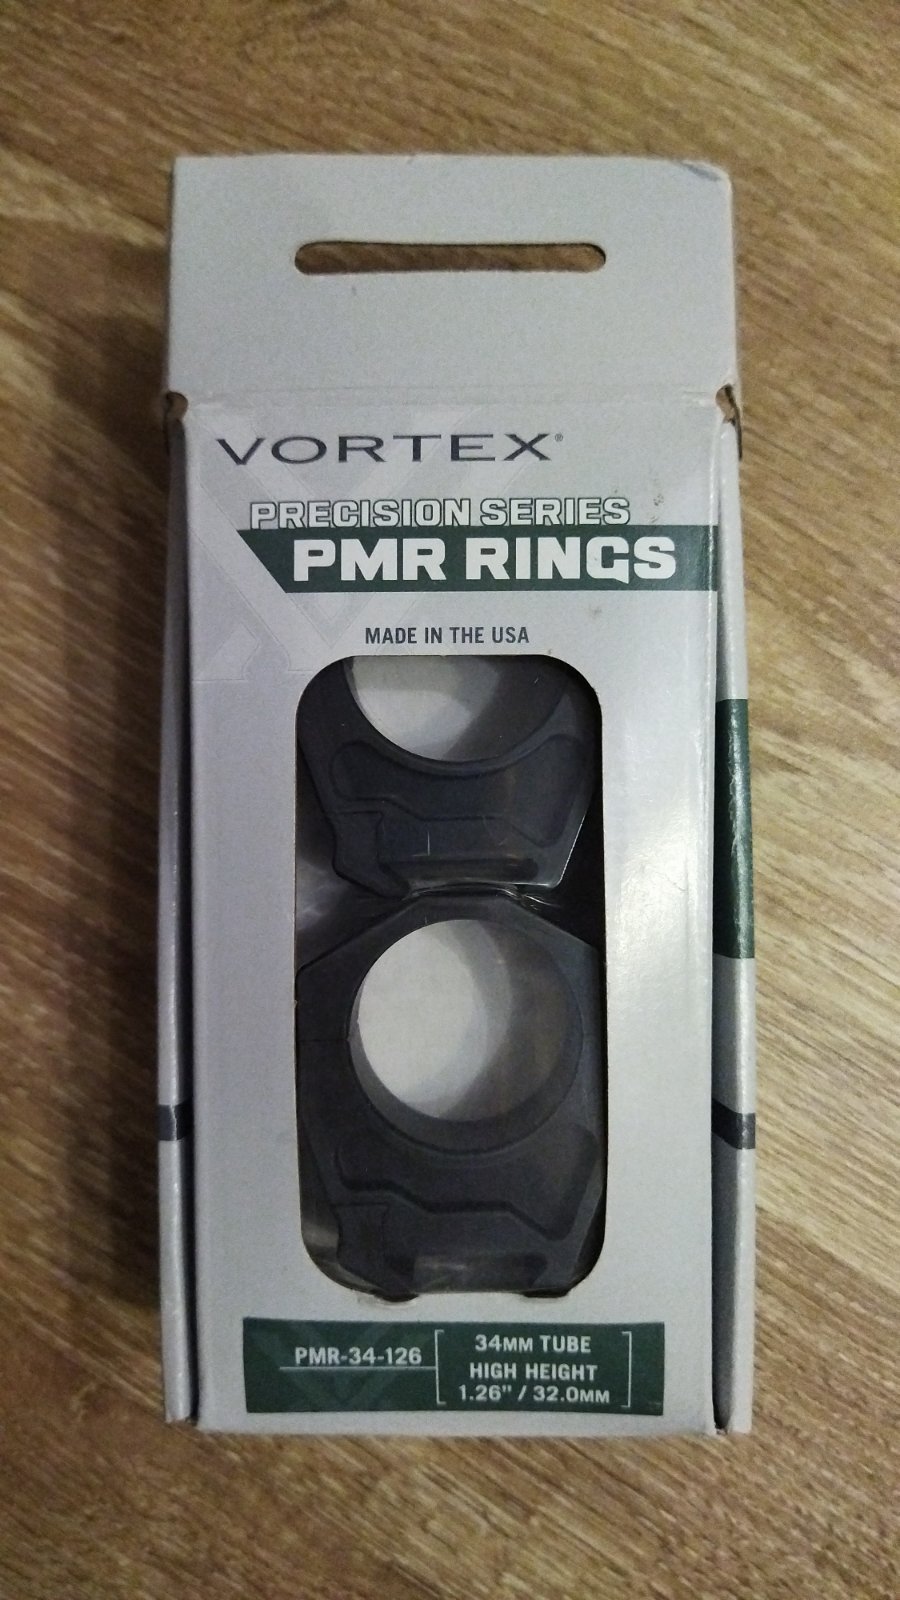 VORTEX®
PRECISION SERIES
PMR RINGS
MADE IN THE USA
PMR-34-126
34MM TUBE
HIGH HEIGHT
1.26" / 32.0MM